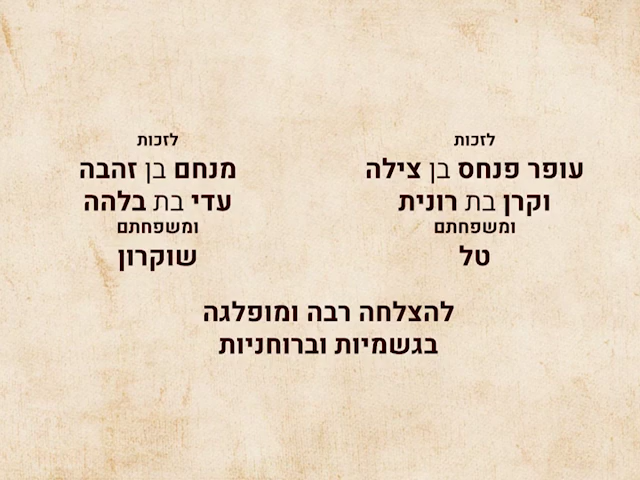 לזכות
עופר פנחס בן צילה
וקרן בת רונית
ומשפחתם
טל
לזכות
מנחם בן זהבה
עדי בת בלהה
ומשפחתם
שוקרון
להצלחה רבה ומופלגה
בגשמיות וברוחניות